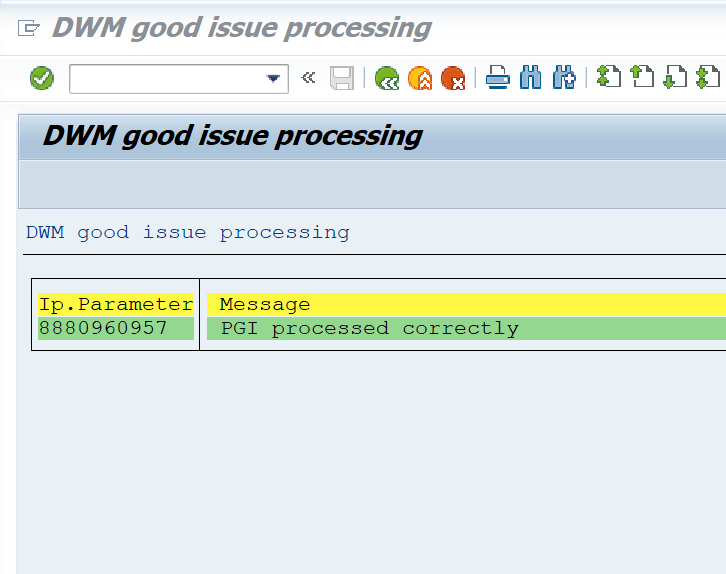 DWM good issue processing
DWM good issue processing
DWM good issue processing
Ip.Parameter Message
8880960957 PGI processed correctly